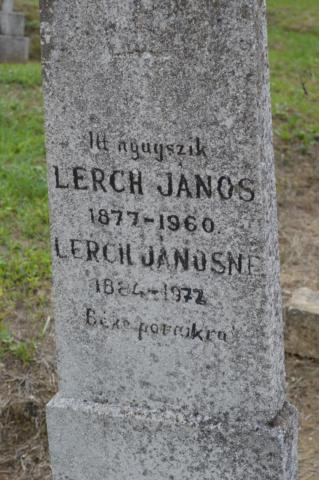 Itt nyugszik
LERCH JÁNOS
1877-1960
LERCH JÁNOSNÉ
1884-1972
Béke poraikra